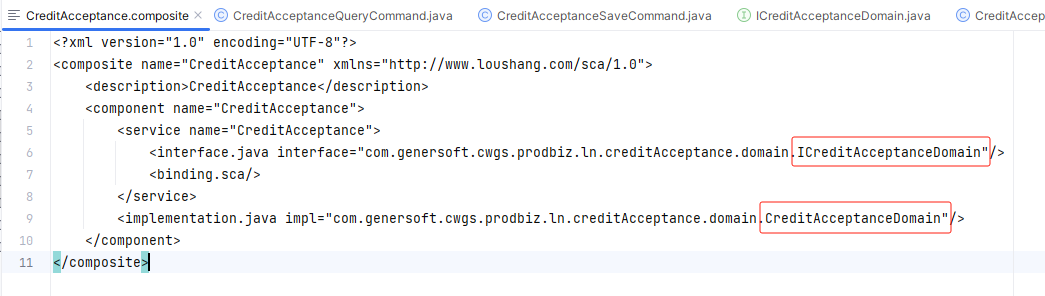 CreditAcceptance.composite × CreditAcceptanceQueryCommand.java CreditAcceptanceSaveCommand.java ICreditAcceptanceDomain.java CreditAccep
1 <?xml version="1.0" encoding="UTF-8"?>
2 <composite name="CreditAcceptance" xmlns="http://www.loushang.com/sca/1.0">
3 <description>CreditAcceptance</description>
4 <component name="CreditAcceptance">
5 <service name="CreditAcceptance">
6 <interface.java interface="com.genersoft.cwgs.prodbiz.ln.creditAcceptance.domain.ICreditAcceptanceDomain"/>
7 <binding.sca/>
8 </service>
9 <implementation.java impl="com.genersoft.cwgs.prodbiz.ln.creditAcceptance.domain.CreditAcceptanceDomain"/>
10 </component>
11 </composite>